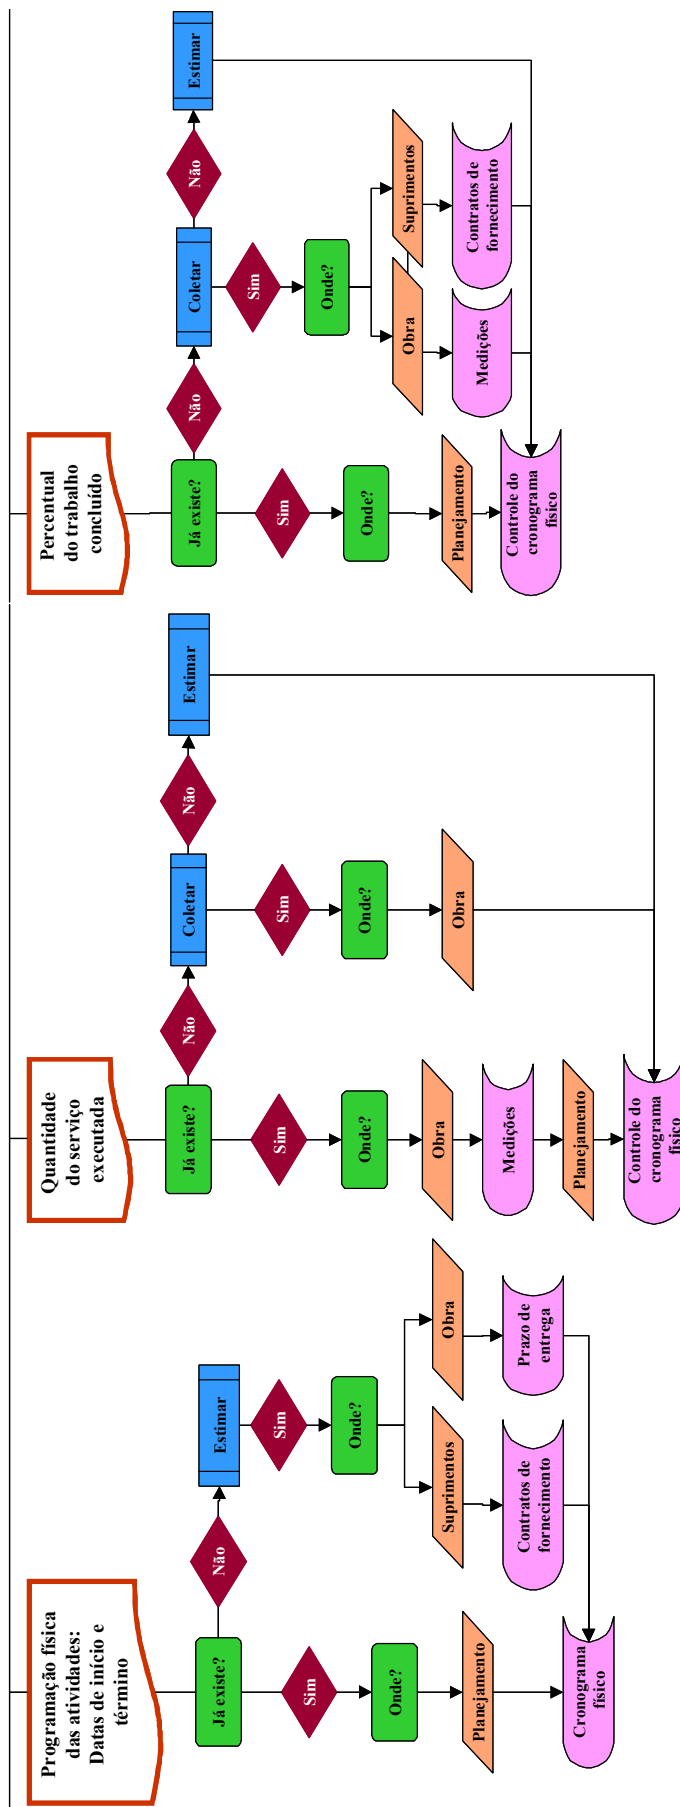 Programação física
das atividades:
Datas de início e
término
Já existe?
Não
Estimar
Sim
Onde?
Planejamento
Cronograma
físico
Sim
Onde?
Suprimentos
Obra
Contratos de
fornecimento
Prazo de
entrega
Quantidade
do serviço
executada
Já existe?
Não
Coletar
Não
Estimar
Sim
Onde?
Obra
Medições
Planejamento
Controle do
cronograma
físico
Sim
Onde?
Obra
Percentual
do trabalho
concluído
Já existe?
Não
Coletar
Não
Estimar
Sim
Onde?
Planejamento
Controle do
cronograma
físico
Sim
Onde?
Obra
Suprimentos
Medições
Contratos de
fornecimento